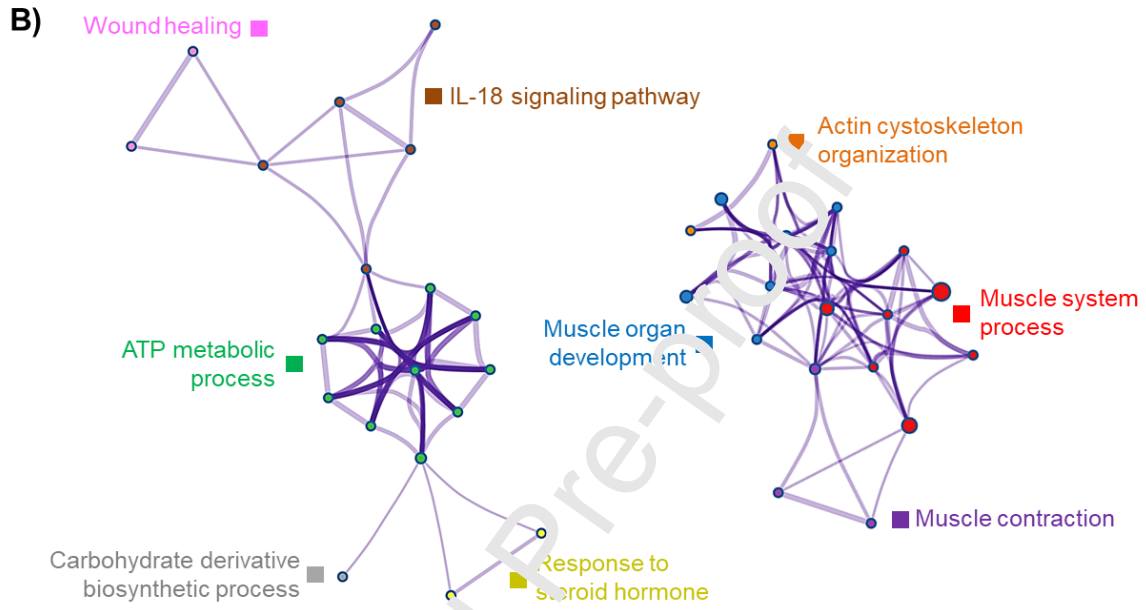 B)
Wound healing
IL-18 signaling pathway
Actin cystoskeleton
organization
Muscle system
process
Muscle organ
development
ATP metabolic
process
Muscle contraction
Carbohydrate derivative
biosynthetic process
Response to
steroid hormone
Pre-proof